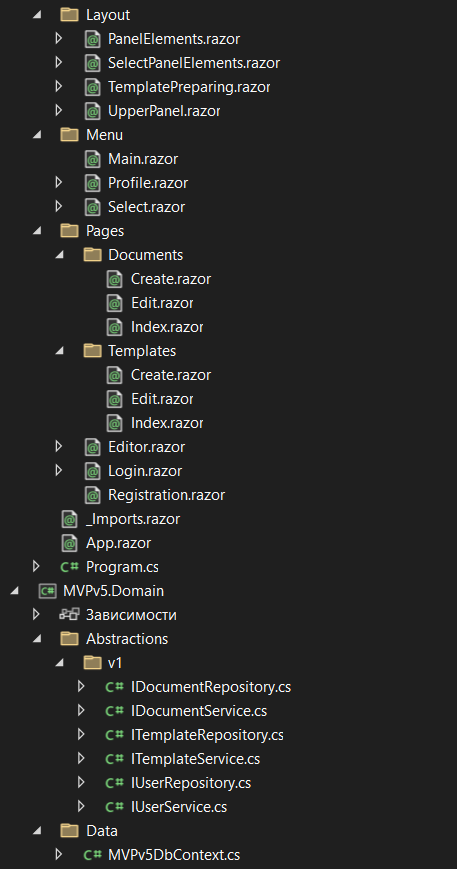 Layout
PanelElements.razor
SelectPanelElements.razor
TemplatePreparing.razor
UpperPanel.razor
Menu
Main.razor
Profile.razor
Select.razor
Pages
Documents
Create.razor
Edit.razor
Index.razor
Templates
Create.razor
Edit.razor
Index.razor
Editor.razor
Login.razor
Registration.razor
_Imports.razor
App.razor
C# Program.cs
C# MVPv5.Domain
Зависимости
Abstractions
v1
C# IDocumentRepository.cs
C# IDocumentService.cs
C# ITemplateRepository.cs
C# ITemplateService.cs
C# IUserRepository.cs
C# IUserService.cs
Data
C# MVPv5DbContext.cs